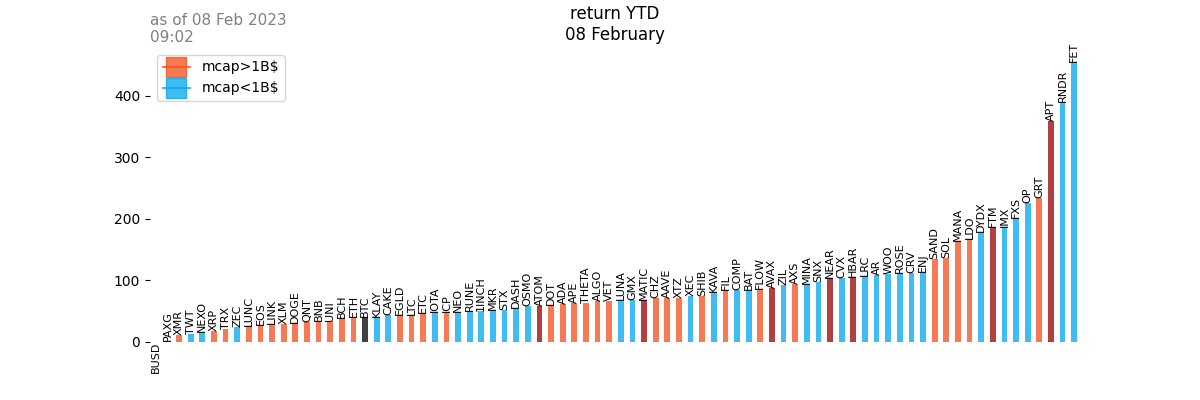 as of 08 Feb 2023
09:02
return YTD
08 February
mcap>1B$
mcap<1B$
400
300
200
100
0
BUSD
PAXG
XMR
TWT
NEXO
XRP
TRX
ZEC
LUNC
EOS
LINK
XLM
DOGE
QNT
BNB
UNI
BCH
ETH
BTC
KLAY
CAKE
EGLD
LTC
ETC
IOTA
ICP
NEO
RUNE
1INCH
MKR
STX
DASH
OSMO
ATOM
DOT
ADA
APE
THETA
ALGO
VET
LUNA
GMX
MATIC
CHZ
AAVE
XTZ
XEC
SHIB
KAVA
FIL
COMP
BAT
FLOW
AVAX
ZIL
AXS
MINA
SNX
NEAR
CVX
HBAR
LRC
AR
WOO
ROSE
CRV
ENJ
SAND
SOL
MANA
LDO
DYDX
FTM
IMX
FXS
OP
GRT
APT
RNDR
FET